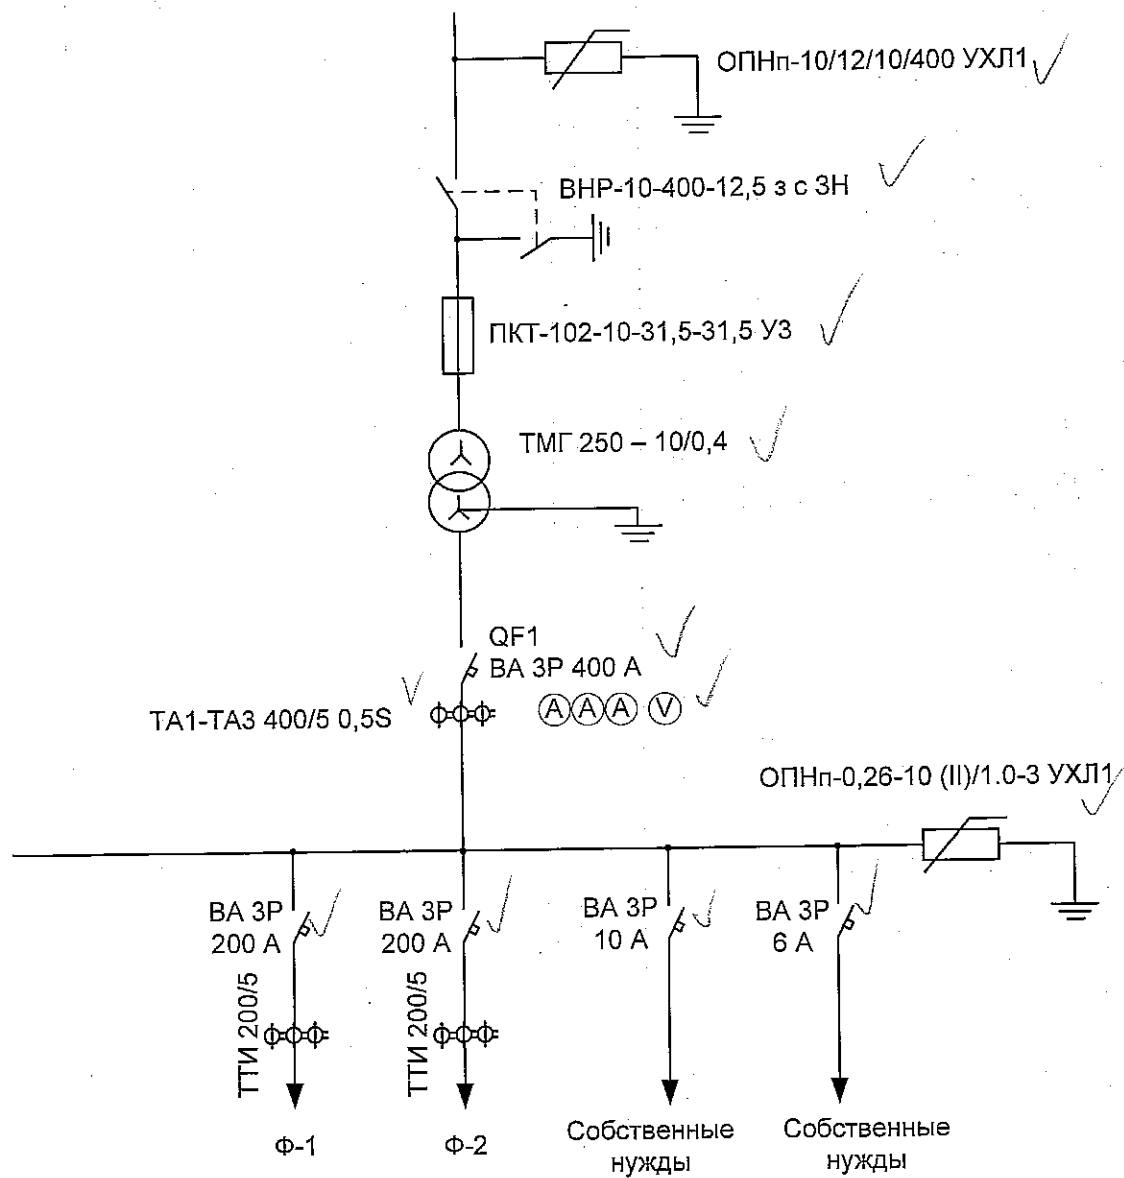 ОПНп-10/12/10/400 УХЛ1
ВНР-10-400-12,5 з с ЗН
ПКТ-102-10-31,5-31,5 У3
ТМГ 250 – 10/0,4
QF1
ВА 3Р 400 А
ТА1-ТА3 400/5 0,5S
А А А V
ОПНп-0,26-10 (II)/1.0-3 УХЛ1
ВА 3Р
200 А
ВА 3Р
200 А
ВА 3Р
10 А
ВА 3Р
6 А
ТТИ 200/5
ТТИ 200/5
Ф-1
Ф-2
Собственные
нужды
Собственные
нужды